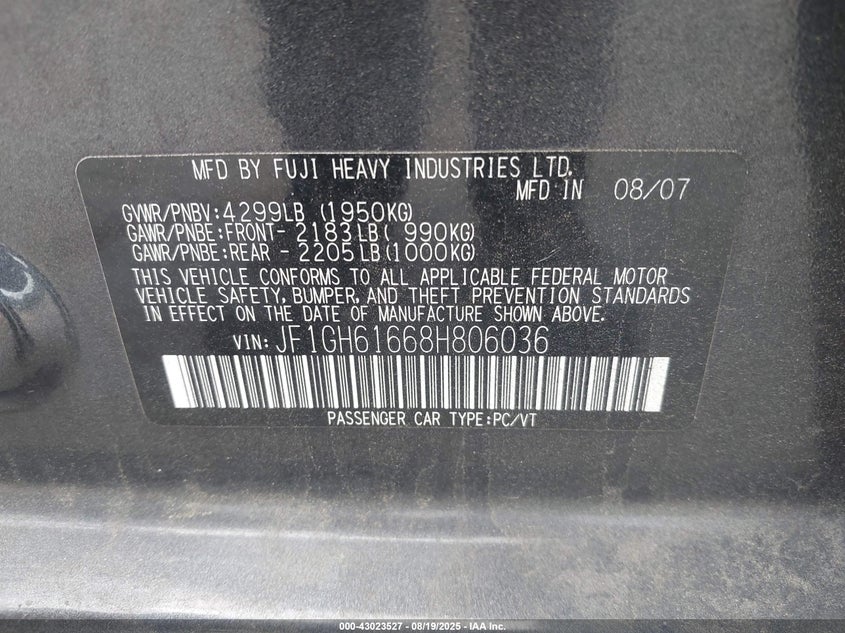 MFD BY FUJI HEAVY INDUSTRIES LTD.
MFD IN 08/07
GVWR/PNBV:4299LB (1950KG)
GAWR/PNBE:FRONT- 2183LB( 990KG)
GAWR/PNBE:REAR - 2205LB(1000KG)
THIS VEHICLE CONFORMS TO ALL APPLICABLE FEDERAL MOTOR
VEHICLE SAFETY, BUMPER, AND THEFT PREVENTION STANDARDS
IN EFFECT ON THE DATE OF MANUFACTURE SHOWN ABOVE.
VIN: JF1GH61668H806036
PASSENGER CAR TYPE:PC/VT
000-43023527 - 08/19/2025 - IAA Inc.